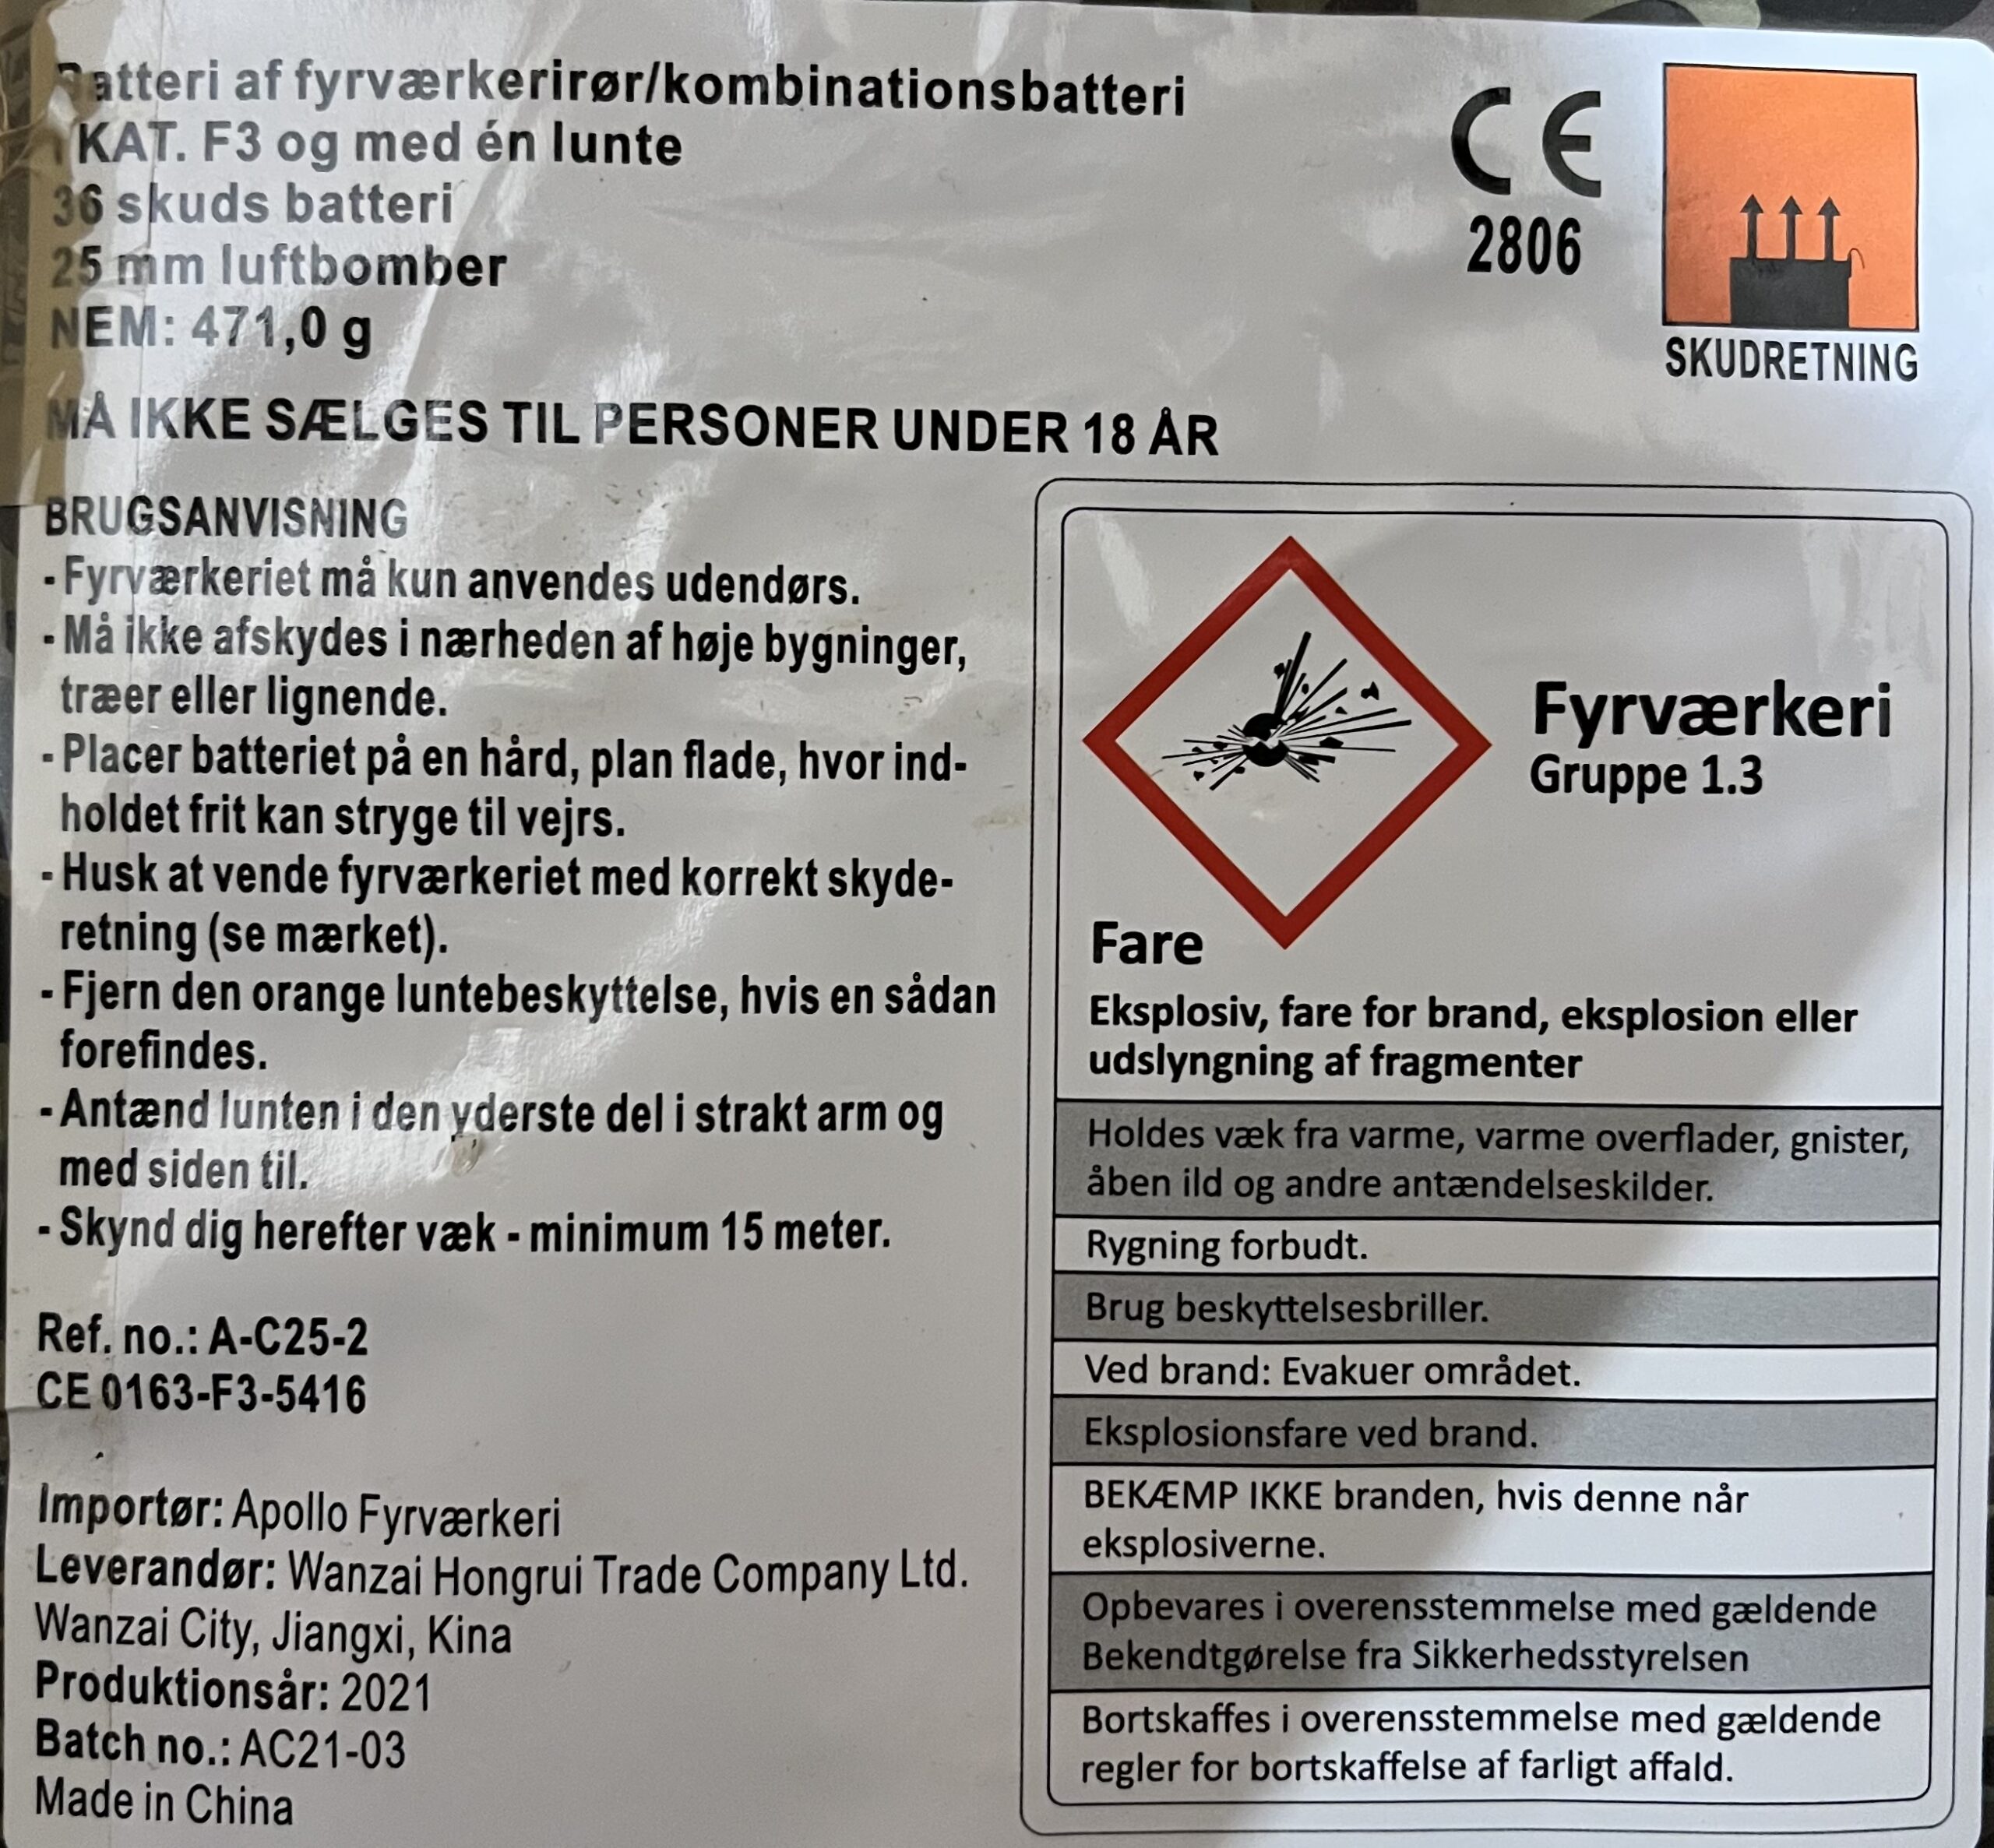 Batteri af fyrværkerirør/kombinationsbatteri
KAT. F3 og med én lunte
36 skuds batteri
25 mm luftbomber
NEM: 471,0 g
CE
2806
SKUDRETNING
MÅ IKKE SÆLGES TIL PERSONER UNDER 18 ÅR
BRUGSANVISNING
- Fyrværkeriet må kun anvendes udendørs.
- Må ikke afskydes i nærheden af høje bygninger,
træer eller lignende.
- Placer batteriet på en hård, plan flade, hvor ind-
holdet frit kan stryge til vejrs.
- Husk at vende fyrværkeriet med korrekt skyde-
retning (se mærket).
- Fjern den orange luntebeskyttelse, hvis en sådan
forefindes.
- Antænd lunten i den yderste del i strakt arm og
med siden til.
- Skynd dig herefter væk - minimum 15 meter.
Ref. no.: A-C25-2
CE 0163-F3-5416
Importør: Apollo Fyrværkeri
Leverandør: Wanzai Hongrui Trade Company Ltd.
Wanzai City, Jiangxi, Kina
Produktionsår: 2021
Batch no.: AC21-03
Made in China
Fyrværkeri
Gruppe 1.3
Fare
Eksplosiv, fare for brand, eksplosion eller
udslyngning af fragmenter
Holdes væk fra varme, varme overflader, gnister,
åben ild og andre antændelseskilder.
Rygning forbudt.
Brug beskyttelsesbriller.
Ved brand: Evakuer området.
Eksplosionsfare ved brand.
BEKÆMP IKKE branden, hvis denne når
eksplosiverne.
Opbevares i overensstemmelse med gældende
Bekendtgørelse fra Sikkerhedsstyrelsen
Bortskaffes i overensstemmelse med gældende
regler for bortskaffelse af farligt affald.